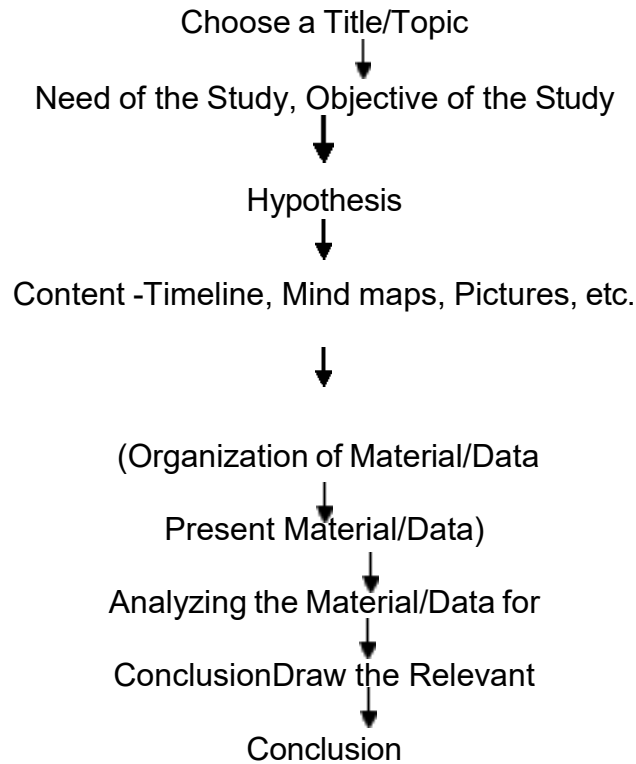 Choose a Title/Topic
Need of the Study, Objective of the Study
Hypothesis
Content -Timeline, Mind maps, Pictures, etc.
(Organization of Material/Data
Present Material/Data)
Analyzing the Material/Data for
ConclusionDraw the Relevant
Conclusion